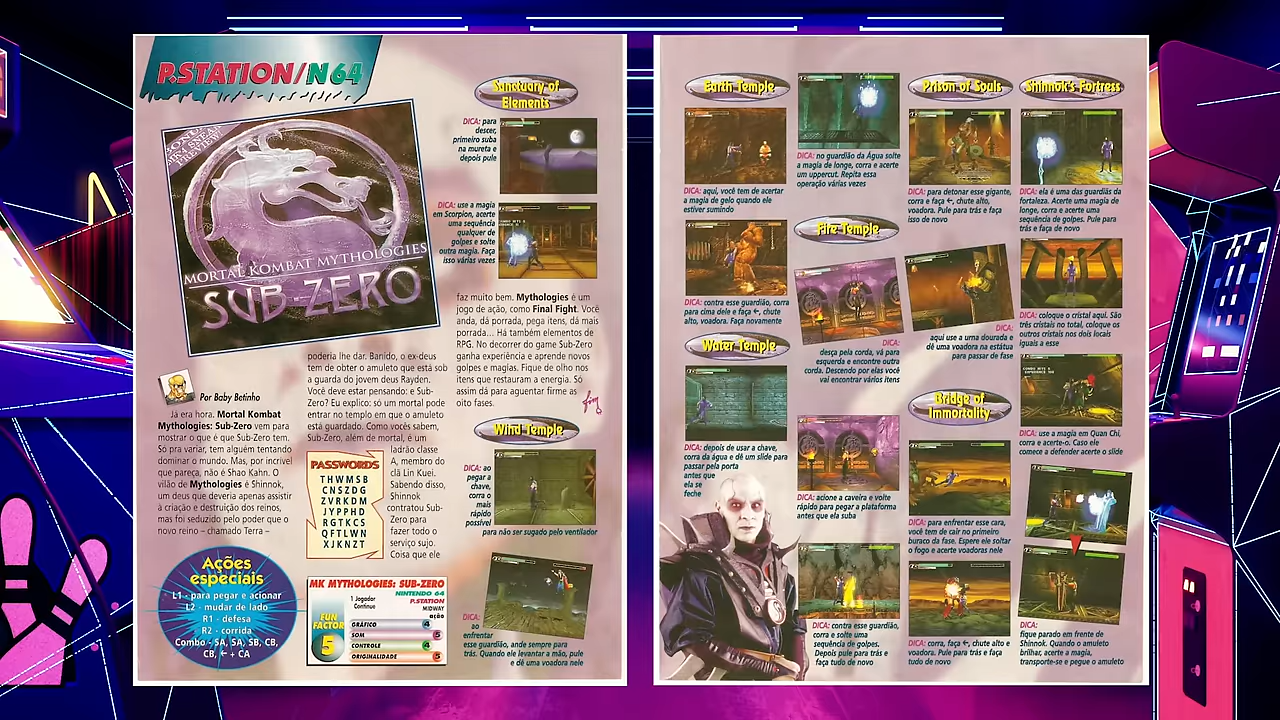 P.STATION/N64
MORTAL KOMBAT MYTHOLOGIES
SUB-ZERO
Por Baby Betinho
Já era hora. Mortal Kombat
Mythologies: Sub-Zero vem para
mostrar o que é que Sub-Zero tem.
Só pra variar, tem alguém tentando
dominar o mundo. Mas, por incrível
que pareça, não é Shao Kahn. O
vilão de Mythologies é Shinnok,
um deus que deveria apenas assistir
à criação e destruição dos reinos,
mas foi seduzido pelo poder que o
novo reino – chamado Terra –
Ações
especiais
L1 - para pegar e acionar
L2 - mudar de lado
R1 - defesa
R2 - corrida
Combo - SA, SA, SB, CB,
CB, ← + CA
poderia lhe dar. Banido, o ex-deus
tem de obter o amuleto que está sob
a guarda do jovem deus Rayden.
Você deve estar pensando: e Sub-
Zero? Eu explico: só um mortal pode
entrar no templo em que o amuleto
está guardado. Como vocês sabem,
Sub-Zero, além de mortal, é um
ladrão classe
A, membro do
clã Lin Kuei.
Sabendo disso,
Shinnok
contratou Sub-
Zero para
fazer todo o
serviço sujo.
Coisa que ele
PASSWORDS
THWMSB
CNSZDG
ZVRKDM
JYPPHD
RGTKCS
QFTLWN
XJKNZT
MK MYTHOLOGIES: SUB-ZERO
NINTENDO 64
P.STATION
MIDWAY
ação
1 Jogador
Continue
FUN
FACTOR
5
GRÁFICO 4
SOM 5
CONTROLE 4
ORIGINALIDADE 5
Sanctuary of
Elements
DICA: para
descer,
primeiro suba
na mureta e
depois pule
DICA: use a magia
em Scorpion, acerte
uma sequência
qualquer de
golpes e solte
outra magia. Faça
isso várias vezes
faz muito bem. Mythologies é um
jogo de ação, como Final Fight. Você
anda, dá porrada, pega itens, dá mais
porrada... Há também elementos de
RPG. No decorrer do game Sub-Zero
ganha experiência e aprende novos
golpes e magias. Fique de olho nos
itens que restauram a energia. Só
assim dá para aguentar firme as
oito fases.
Wind Temple
DICA: ao
pegar a
chave,
corra o
mais
rápido
possível
para não ser sugado pelo ventilador
DICA:
ao
enfrentar
esse guardião, ande sempre para
trás. Quando ele levantar a mão, pule
e dê uma voadora nele
Earth Temple
DICA: aqui, você tem de acertar
a magia de gelo quando ele
estiver sumindo
DICA: contra esse guardião, corra
para cima dele e faça ←, chute
alto, voadora. Faça novamente
Water Temple
DICA: depois de usar a chave,
corra da água e dê um slide para
passar pela porta
antes que
ela se
feche
DICA: no guardião da Água solte
a magia de longe, corra e acerte
um uppercut. Repita essa
operação várias vezes
Fire Temple
DICA:
desça pela corda, vá para
esquerda e encontre outra
corda. Descendo por elas você
vai encontrar vários itens
DICA: acione a caveira e volte
rápido para pegar a plataforma
antes que ela suba
DICA: contra esse guardião,
corra e solte uma
sequência de golpes.
Depois pule para trás e
faça tudo de novo
Prison of Souls
DICA: para detonar esse gigante,
corra e faça ←, chute alto,
voadora. Pule para trás e faça
isso de novo
DICA:
aqui use a urna dourada e
dê uma voadora na estátua
para passar de fase
Bridge of
Immortality
DICA: para enfrentar esse cara,
você tem de cair no primeiro
buraco da fase. Espere ele soltar
o fogo e acerte voadoras nele
DICA: corra, faça ←, chute alto e
voadora. Pule para trás e faça
tudo de novo
Shinnok's Fortress
DICA: ela é uma das guardiãs da
fortaleza. Acerte uma magia de
longe, corra e acerte uma
sequência de golpes. Pule para
trás e faça de novo
DICA: coloque o cristal aqui. São
três cristais no total, coloque os
outros cristais nos dois locais
iguais a esse
DICA: use a magia em Quan Chi,
corra e acerte-o. Caso ele
comece a defender acerte o slide
DICA:
fique parado em frente de
Shinnok. Quando o amuleto
brilhar, acerte a magia,
transporte-se e pegue o amuleto